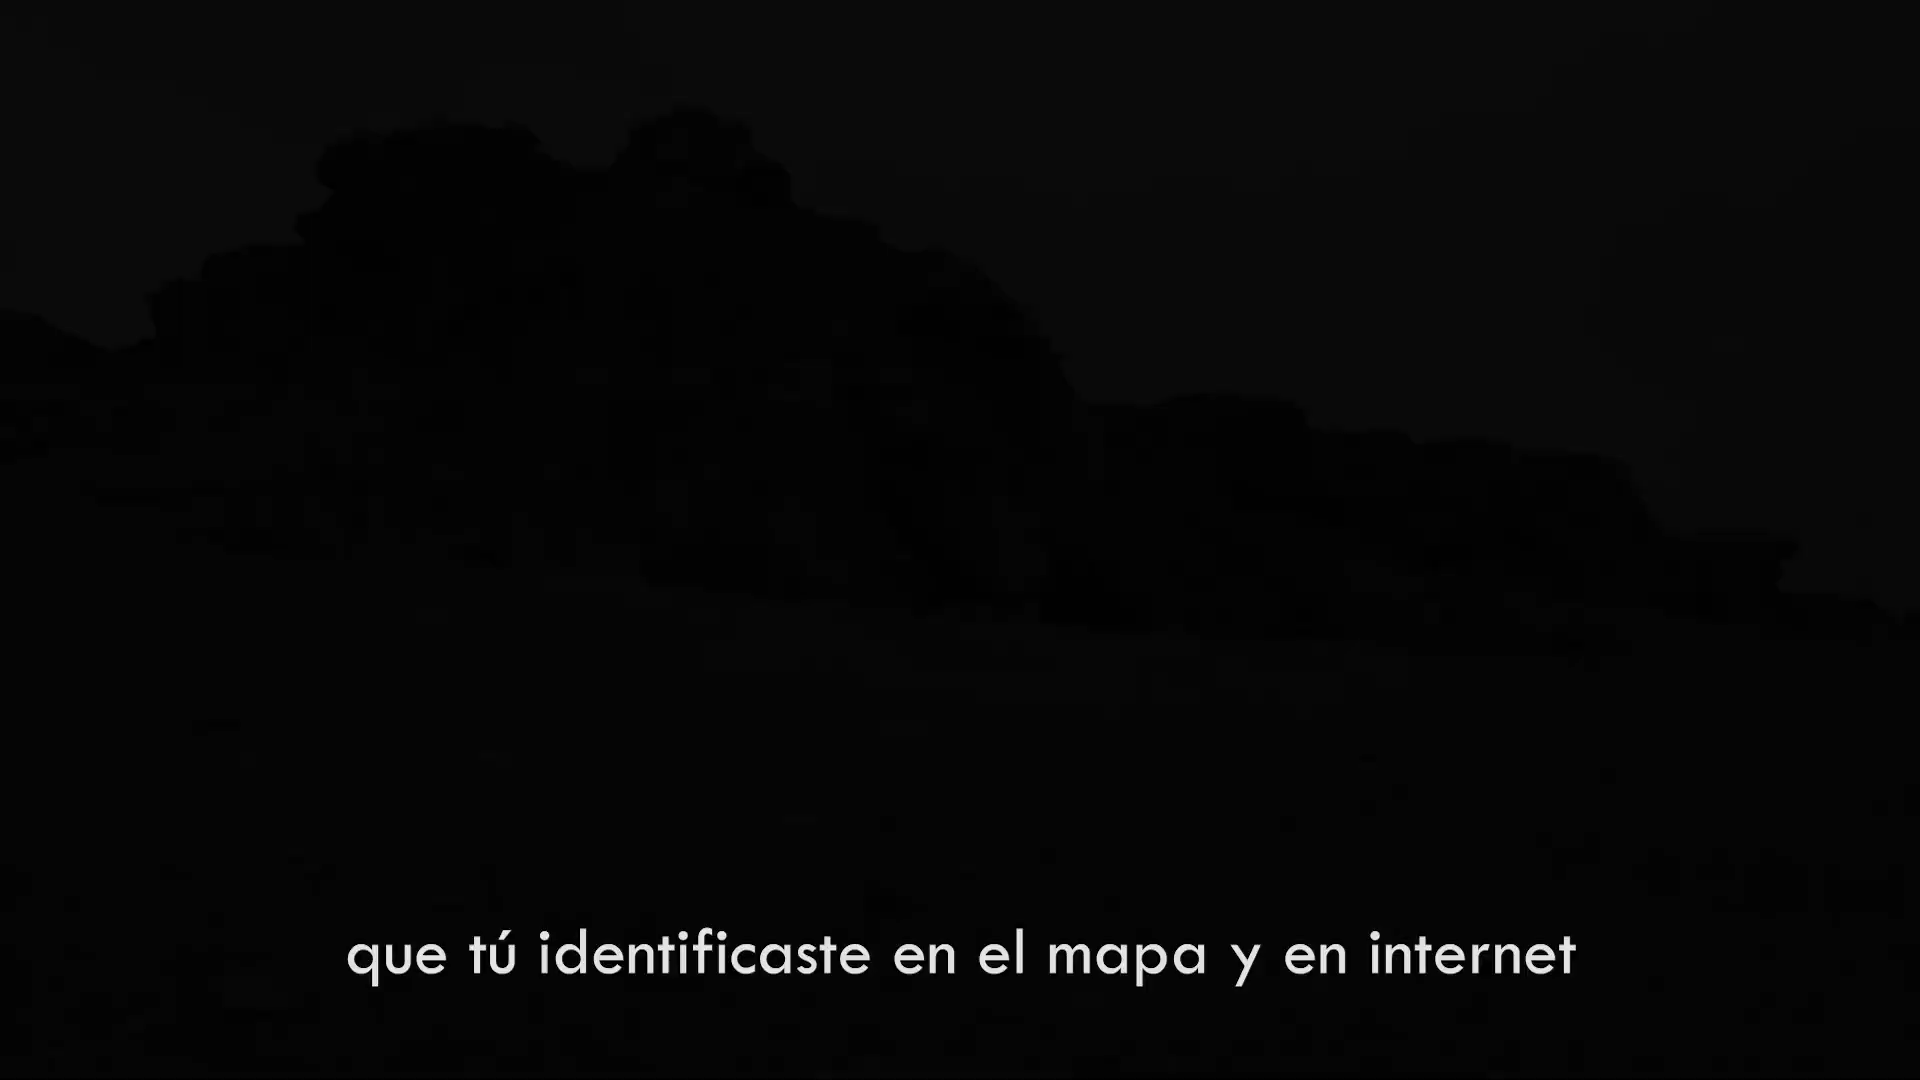 que tú identificaste en el mapa y en internet